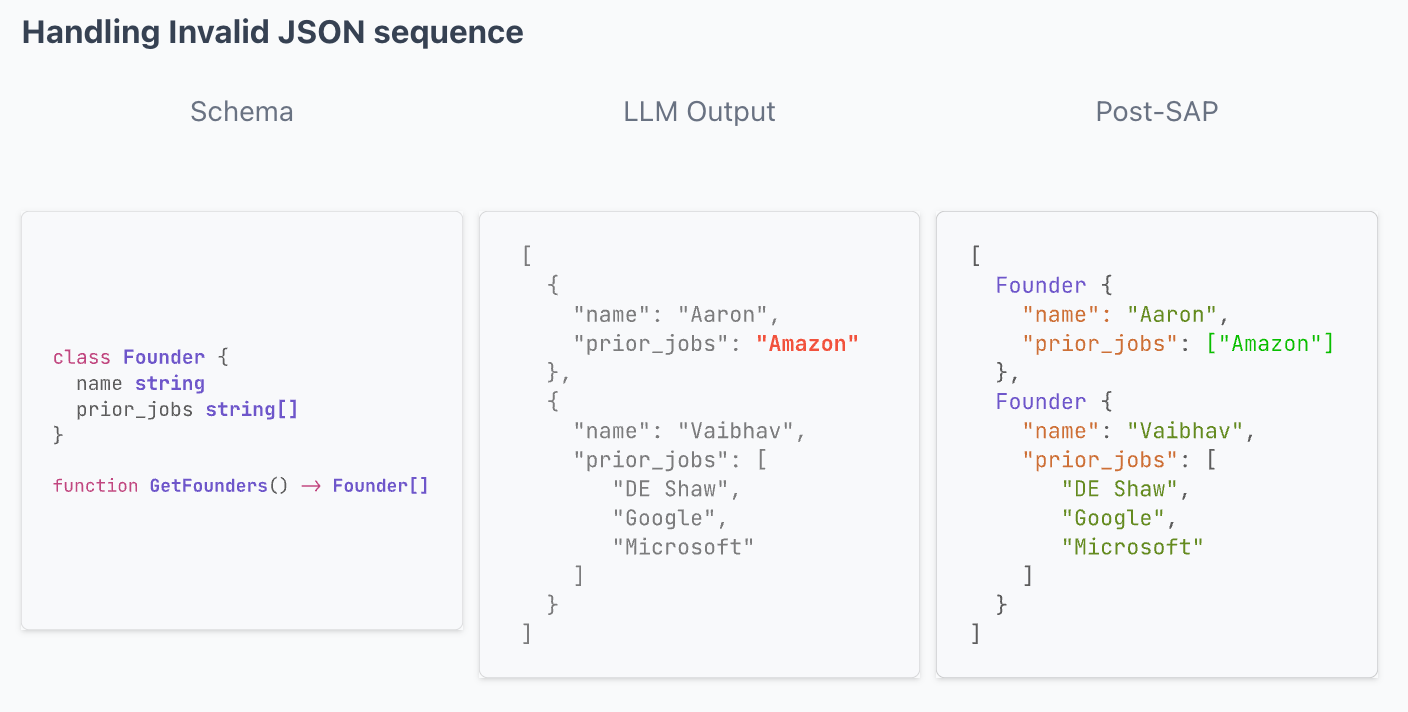 Handling Invalid JSON sequence
Schema
LLM Output
Post-SAP
class Founder {
  name string
  prior_jobs string[]
}
function GetFounders() -> Founder[]
[
  {
    "name": "Aaron",
    "prior_jobs": "Amazon"
  },
  {
    "name": "Vaibhav",
    "prior_jobs": [
       "DE Shaw",
       "Google",
       "Microsoft"
    ]
  }
]
[
  Founder {
    "name": "Aaron",
    "prior_jobs": ["Amazon"]
  },
  Founder {
    "name": "Vaibhav",
    "prior_jobs": [
       "DE Shaw",
       "Google",
       "Microsoft"
    ]
  }
]